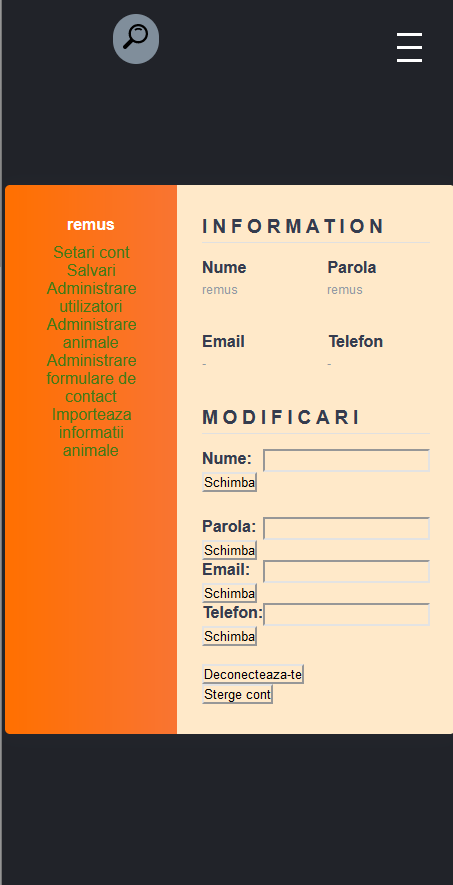 remus
Setari cont
Salvari
Administrare
utilizatori
Administrare
animale
Administrare
formulare de
contact
Importeaza
informatii
animale
INFORMATION
Nume Parola
remus remus
Email Telefon
- -
MODIFICARI
Nume:
Schimba
Parola:
Schimba
Email:
Schimba
Telefon:
Schimba
Deconecteaza-te
Sterge cont